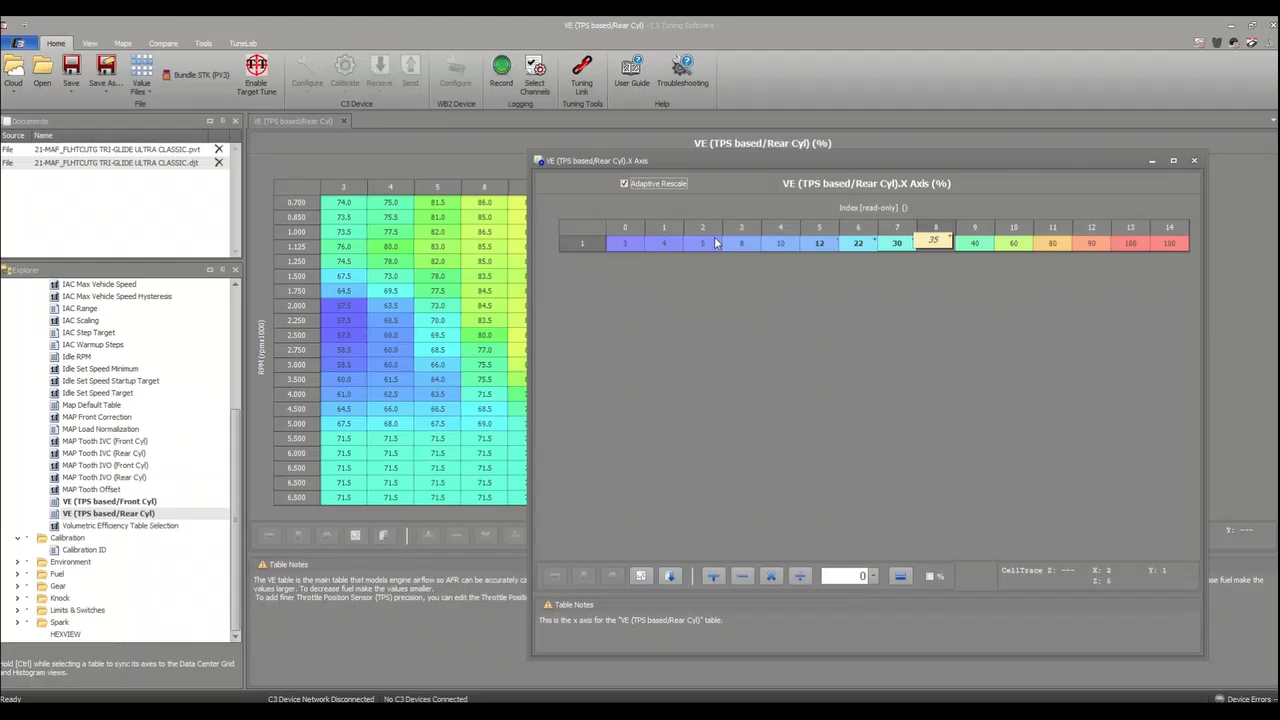 VE (TPS based/Rear Cyl) - C3 Tuning Software
Home View Maps Compare Tools TuneLab
Cloud Open Save Save As... Value Files Bundle STK (PV3) Enable Target Tune Configure Calibrate Receive Send Configure Record Select Channels Tuning Link User Guide Troubleshooting
File C3 Device WB2 Device Logging Tuning Tools Help
Documents
Source Name
File 21-MAF_FLHTCUTG TRI-GLIDE ULTRA CLASSIC.pvt
File 21-MAF_FLHTCUTG TRI-GLIDE ULTRA CLASSIC.djt
Explorer
IAC Max Vehicle Speed
IAC Max Vehicle Speed Hysteresis
IAC Range
IAC Scaling
IAC Step Target
IAC Warmup Steps
Idle RPM
Idle Set Speed Minimum
Idle Set Speed Startup Target
Idle Set Speed Target
Map Default Table
MAP Front Correction
MAP Load Normalization
MAP Tooth IVC (Front Cyl)
MAP Tooth IVC (Rear Cyl)
MAP Tooth IVO (Front Cyl)
MAP Tooth IVO (Rear Cyl)
MAP Tooth Offset
VE (TPS based/Front Cyl)
VE (TPS based/Rear Cyl)
Volumetric Efficiency Table Selection
Calibration
Calibration ID
Environment
Fuel
Gear
Knock
Limits & Switches
Spark
HEXVIEW
Hold [Ctrl] while selecting a table to sync its axes to the Data Center Grid
and Histogram views.
VE (TPS based/Rear Cyl)
VE (TPS based/Rear Cyl) (%)
RPM (rpmx1000)
3 4 5 8
0.700 74.0 75.0 81.5 86.0
0.850 73.5 75.5 81.0 85.0
1.000 73.5 77.5 82.0 86.5
1.125 76.0 80.0 83.0 85.5
1.250 74.5 78.0 82.0 85.0
1.500 67.5 73.0 78.0 83.5
1.750 64.5 69.5 77.5 84.5
2.000 57.5 63.5 73.0 84.5
2.250 57.5 60.5 70.0 83.5
2.500 57.5 60.0 69.5 80.0
2.750 58.5 60.0 68.5 77.0
3.000 58.5 60.0 66.0 75.5
3.500 60.0 61.5 64.0 75.5
4.000 61.0 62.5 63.5 71.5
4.500 64.5 66.0 66.5 68.5
5.000 67.5 68.0 67.5 69.0
5.500 71.5 71.5 71.5 71.5
6.000 71.5 71.5 71.5 71.5
6.500 71.5 71.5 71.5 71.5
6.500 71.5 71.5 71.5 71.5
6.500 71.5 71.5 71.5 71.5
Table Notes
The VE table is the main table that models engine airflow so AFR can be accurately ca
values larger. To decrease fuel make the values smaller.
To add finer Throttle Position Sensor (TPS) precision, you can edit the Throttle Positio
Y: ---
ease fuel make the
VE (TPS based/Rear Cyl).X Axis
Adaptive Rescale
VE (TPS based/Rear Cyl).X Axis (%)
Index [read-only] ()
0 1 2 3 4 5 6 7 8 9 10 11 12 13 14
1 3 4 5 8 10 12 22 30 35 40 60 80 90 100 100
0 %
CellTrace Z: --- X: 2 Y: 1
Z: 5
Table Notes
This is the x axis for the "VE (TPS based/Rear Cyl)" table.
Ready C3 Device Network Disconnected No C3 Devices Connected Device Errors